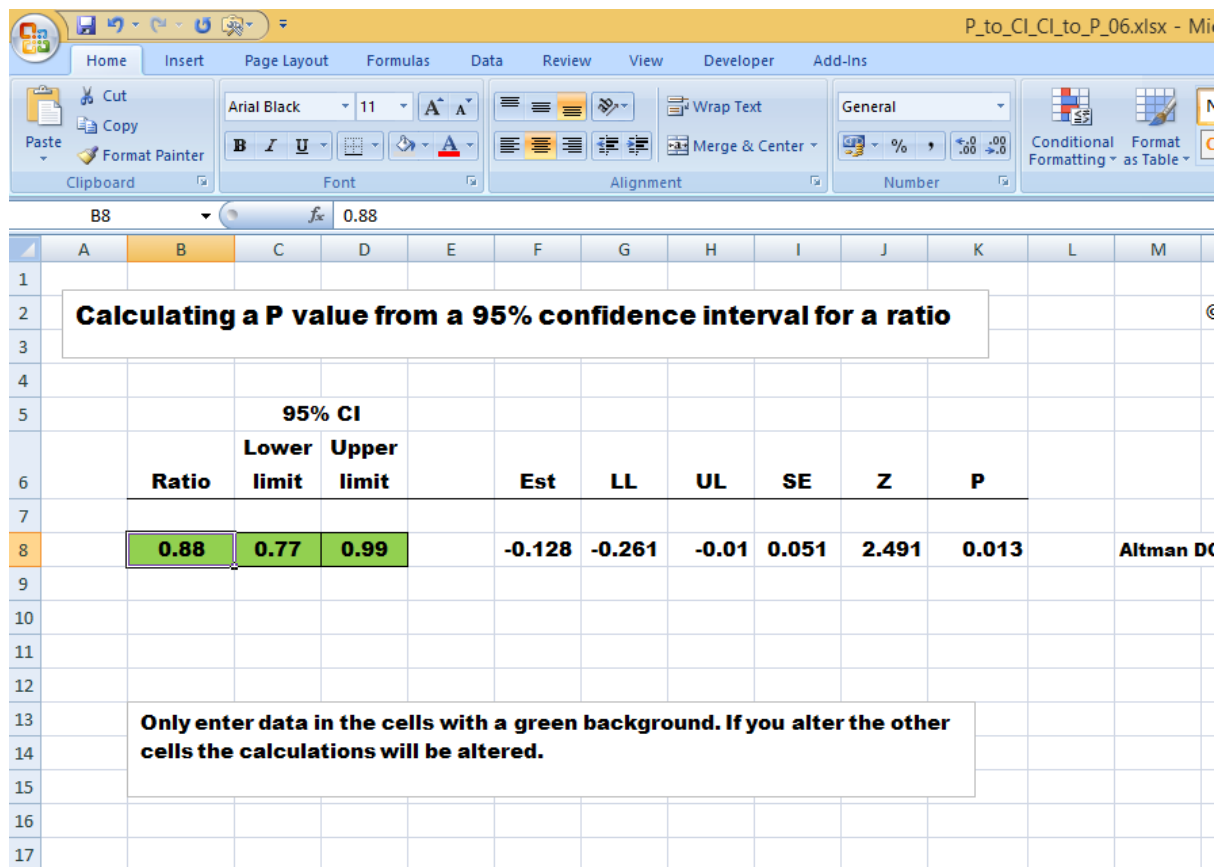 P_to_CI_CI_to_P_06.xlsx - Mi
Home Insert Page Layout Formulas Data Review View Developer Add-Ins
Paste
Cut
Copy
Format Painter
Clipboard
Arial Black 11 A A
B I U A
Font
Wrap Text
Merge & Center
Alignment
General
% , .00 .00
Number
Conditional Formatting
Format as Table
B8 fx 0.88
A B C D E F G H I J K L M
1
2 Calculating a P value from a 95% confidence interval for a ratio ©
3
4
5 95% CI
Lower Upper
6 Ratio limit limit Est LL UL SE Z P
7
8 0.88 0.77 0.99 -0.128 -0.261 -0.01 0.051 2.491 0.013 Altman DG
9
10
11
12
13 Only enter data in the cells with a green background. If you alter the other
14 cells the calculations will be altered.
15
16
17